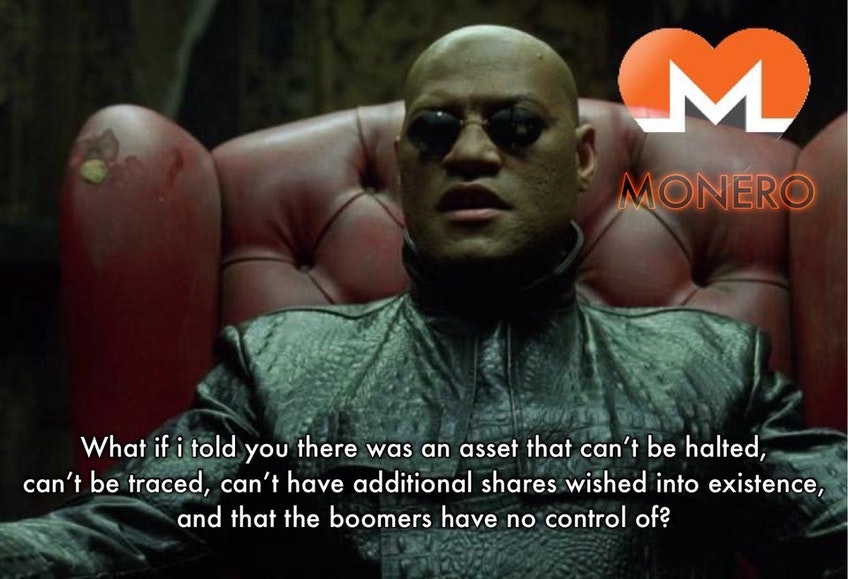 MONERO
What if i told you there was an asset that can't be halted,
can't be traced, can't have additional shares wished into existence,
and that the boomers have no control of?